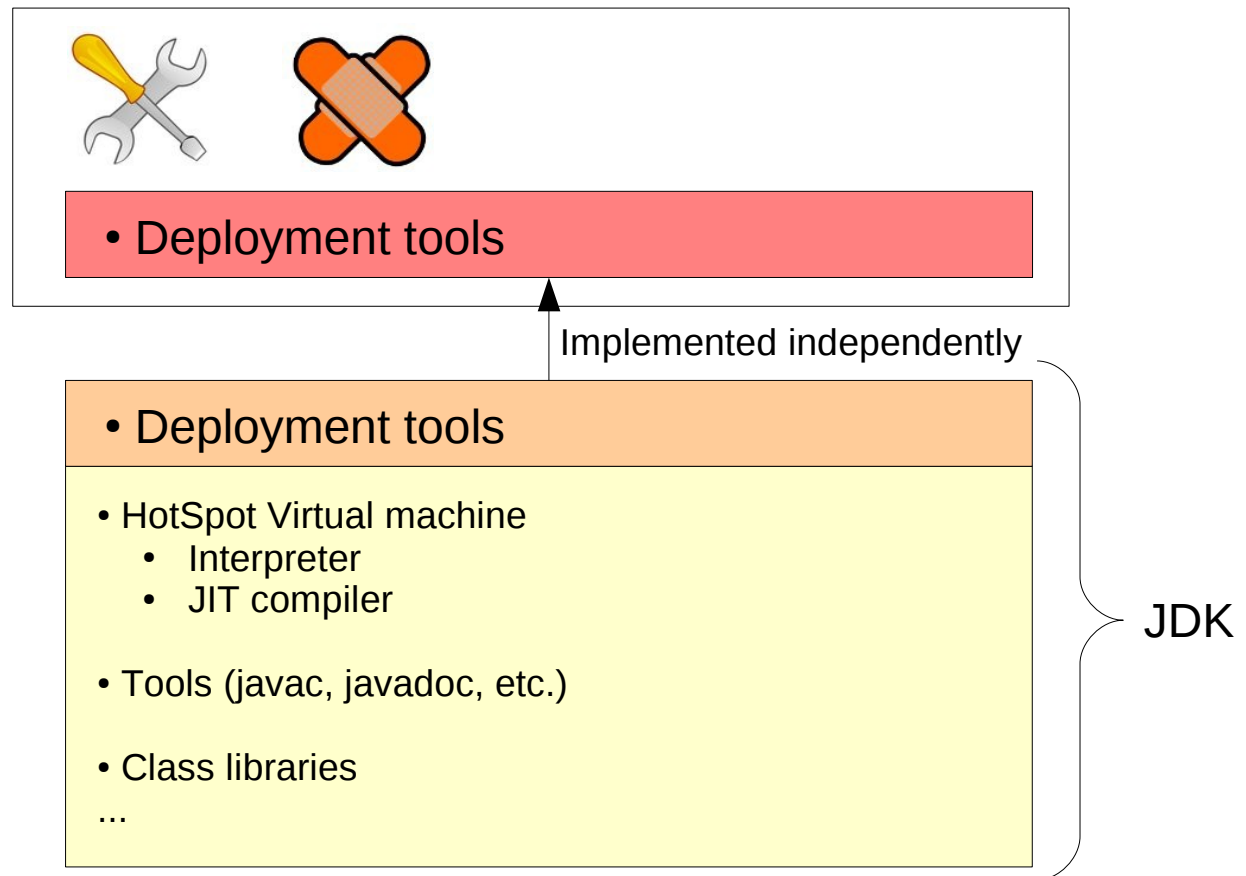 • Deployment tools
Implemented independently
• Deployment tools
• HotSpot Virtual machine
• Interpreter
• JIT compiler
JDK
• Tools (javac, javadoc, etc.)
• Class libraries
...